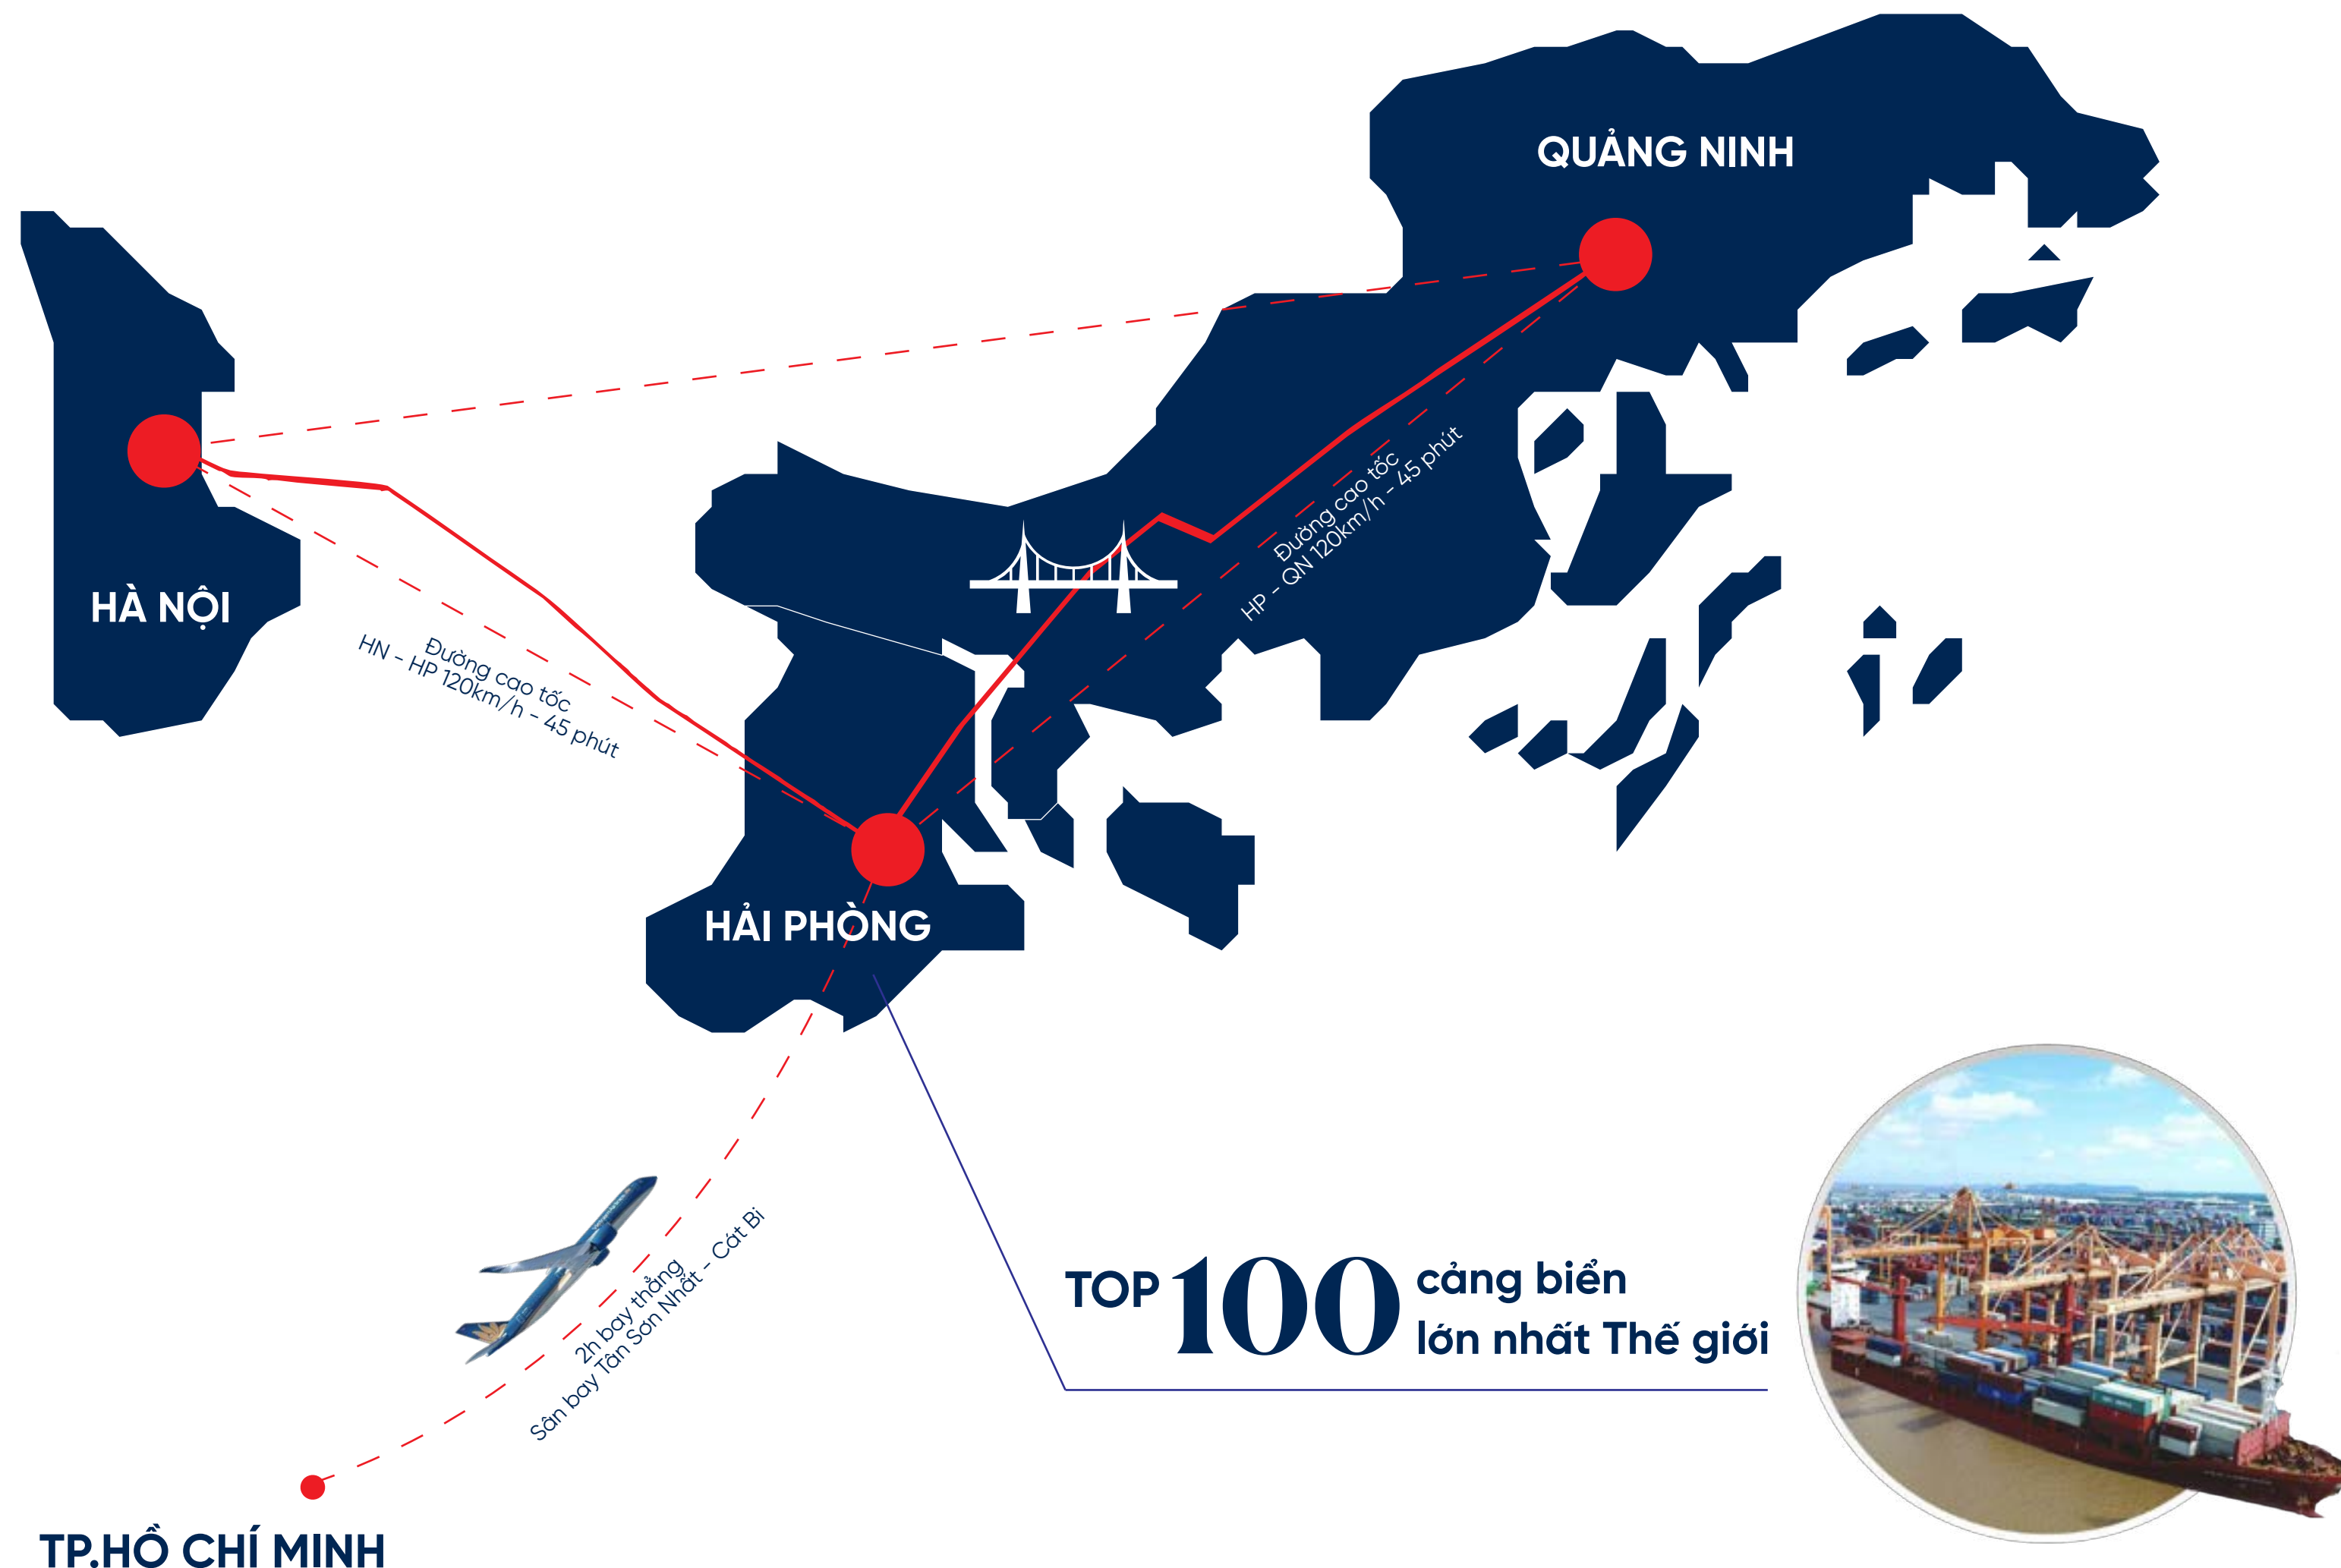 QUẢNG NINH
HÀ NỘI
Đường cao tốc
HP - QN 120km/h - 45 phút
Đường cao tốc
HN - HP 120km/h - 45 phút
HẢI PHÒNG
2h bay thẳng
Sân bay Tân Sơn Nhất - Cát Bi
TOP 100 cảng biển
lớn nhất Thế giới
TP.HỒ CHÍ MINH